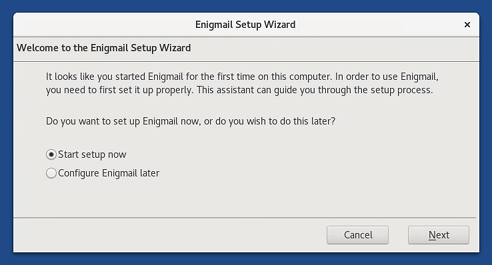 Enigmail Setup Wizard
Welcome to the Enigmail Setup Wizard
It looks like you started Enigmail for the first time on this computer. In order to use Enigmail,
you need to first set it up properly. This assistant can guide you through the setup process.
Do you want to set up Enigmail now, or do you wish to do this later?
Start setup now
Configure Enigmail later
Cancel
Next